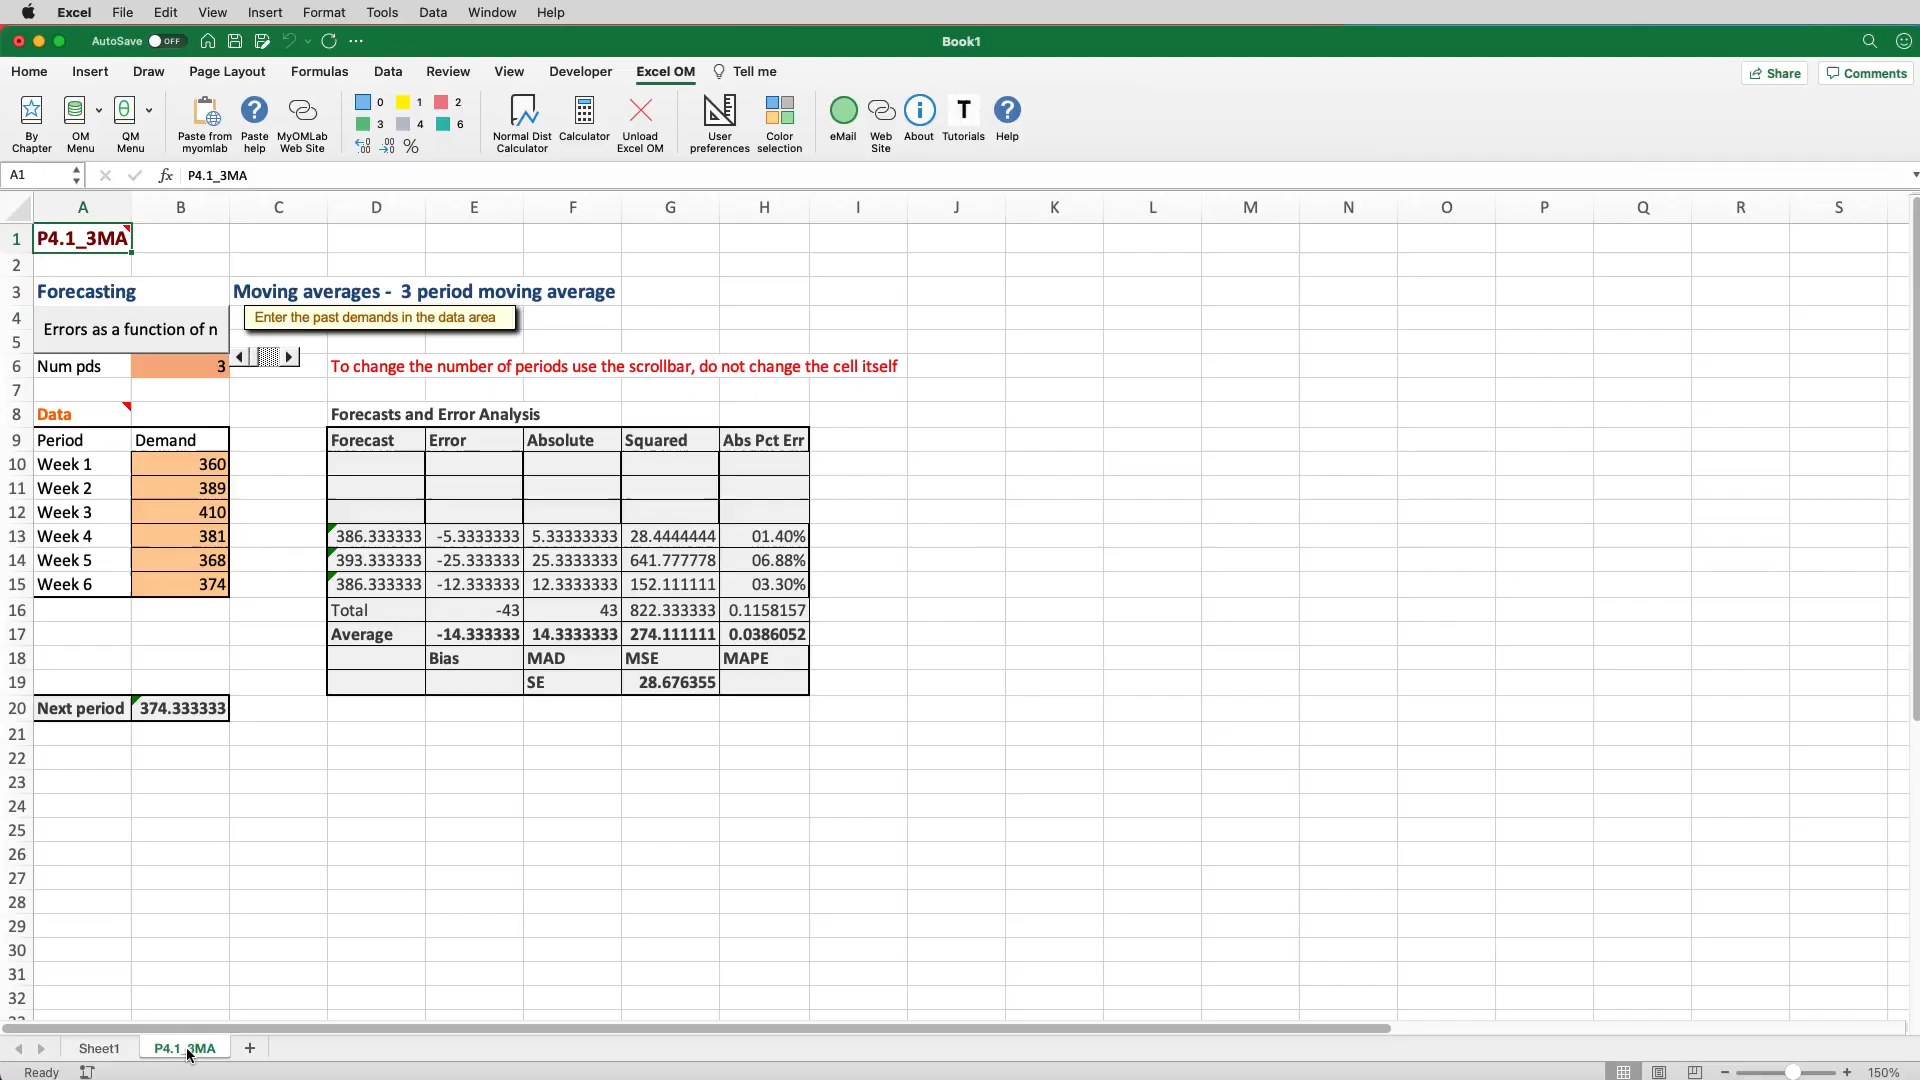 Excel File Edit View Insert Format Tools Data Window Help
AutoSave OFF Book1
Home Insert Draw Page Layout Formulas Data Review View Developer Excel OM Tell me Share Comments
0 1 2
3 4 6
By Chapter
OM Menu
QM Menu
Paste from myomlab
Paste help
MyOMLab Web Site
Normal Dist Calculator
Calculator
Unload Excel OM
User preferences
Color selection
eMail
Web Site
About
Tutorials
Help
A1 fx P4.1_3MA
A B C D E F G H I J K L M N O P Q R S
1 P4.1_3MA
2
3 Forecasting Moving averages - 3 period moving average
4 Errors as a function of n Enter the past demands in the data area
5
6 Num pds 3 To change the number of periods use the scrollbar, do not change the cell itself
7
8 Data Forecasts and Error Analysis
9 Period Demand Forecast Error Absolute Squared Abs Pct Err
10 Week 1 360
11 Week 2 389
12 Week 3 410
13 Week 4 381 386.333333 -5.3333333 5.33333333 28.4444444 01.40%
14 Week 5 368 393.333333 -25.333333 25.3333333 641.777778 06.88%
15 Week 6 374 386.333333 -12.333333 12.3333333 152.111111 03.30%
16 Total -43 43 822.333333 0.1158157
17 Average -14.333333 14.3333333 274.111111 0.0386052
18 Bias MAD MSE MAPE
19 SE 28.676355
20 Next period 374.333333
21
22
23
24
25
26
27
28
29
30
31
32
Sheet1 P4.1_3MA
Ready 150%